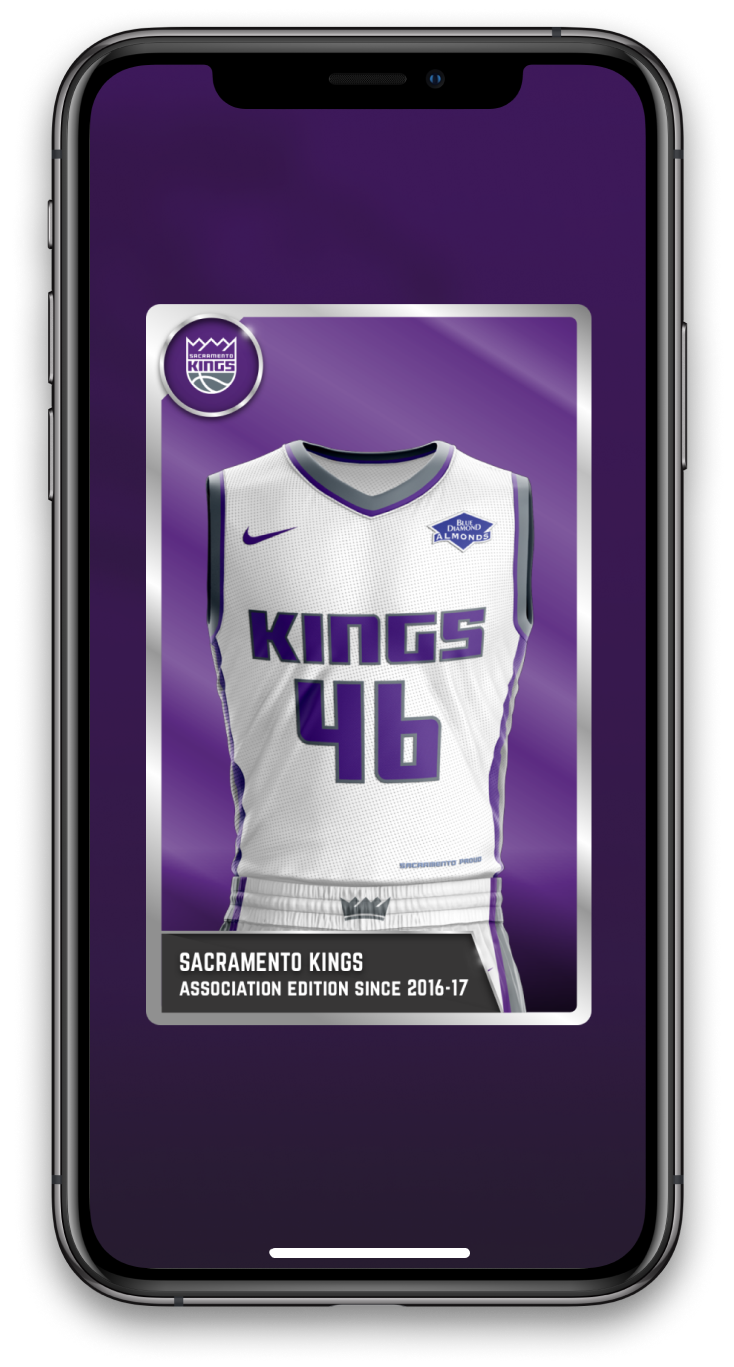 SACRAMENTO
KINGS
BLUE
DIAMOND
ALMONDS
KINGS
46
SACRAMENTO PROUD
SACRAMENTO KINGS
ASSOCIATION EDITION SINCE 2016-17